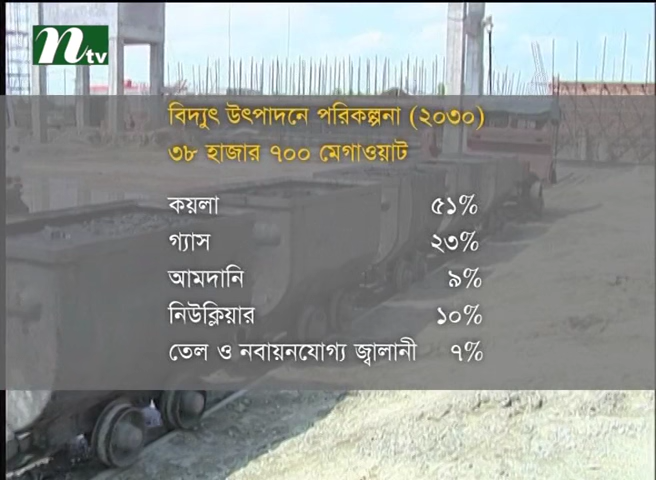 ntv
বিদ্যুৎ উৎপাদনে পরিকল্পনা (২০৩০)
৩৮ হাজার ৭০০ মেগাওয়াট
কয়লা ৫১%
গ্যাস ২৩%
আমদানি ৯%
নিউক্লিয়ার ১০%
তেল ও নবায়নযোগ্য জ্বালানী ৭%